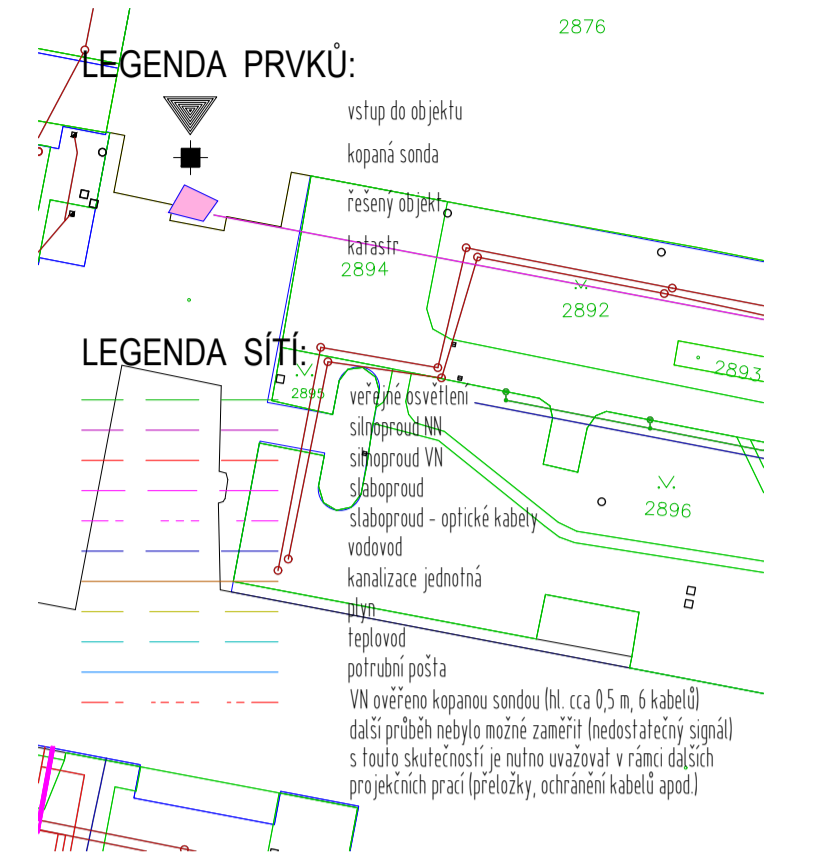 2876
LEGENDA PRVKŮ:
vstup do objektu
kopaná sonda
řešený objekt
katastr
2894
2892
LEGENDA SÍTÍ:
2893
2895
veřejné osvětlení
silnoproud NN
silnoproud VN
slaboproud
2896
slaboproud - optické kabely
vodovod
kanalizace jednotná
plyn
teplovod
potrubní pošta
VN ověřeno kopanou sondou (hl. cca 0,5 m, 6 kabelů)
další průběh nebylo možné zaměřit (nedostatečný signál)
s touto skutečností je nutno uvažovat v rámci dalších
projekčních prací (přeložky, ochránění kabelů apod.)